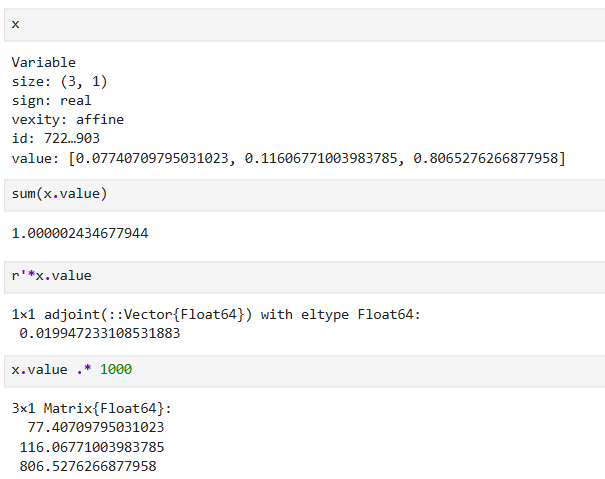 x
Variable
size: (3, 1)
sign: real
vexity: affine
id: 722…903
value: [0.07740709795031023, 0.11606771003983785, 0.8065276266877958]
sum(x.value)
1.000002434677944
r'*x.value
1×1 adjoint(::Vector{Float64}) with eltype Float64:
0.019947233108531883
x.value .* 1000
3×1 Matrix{Float64}:
77.40709795031023
116.06771003983785
806.5276266877958